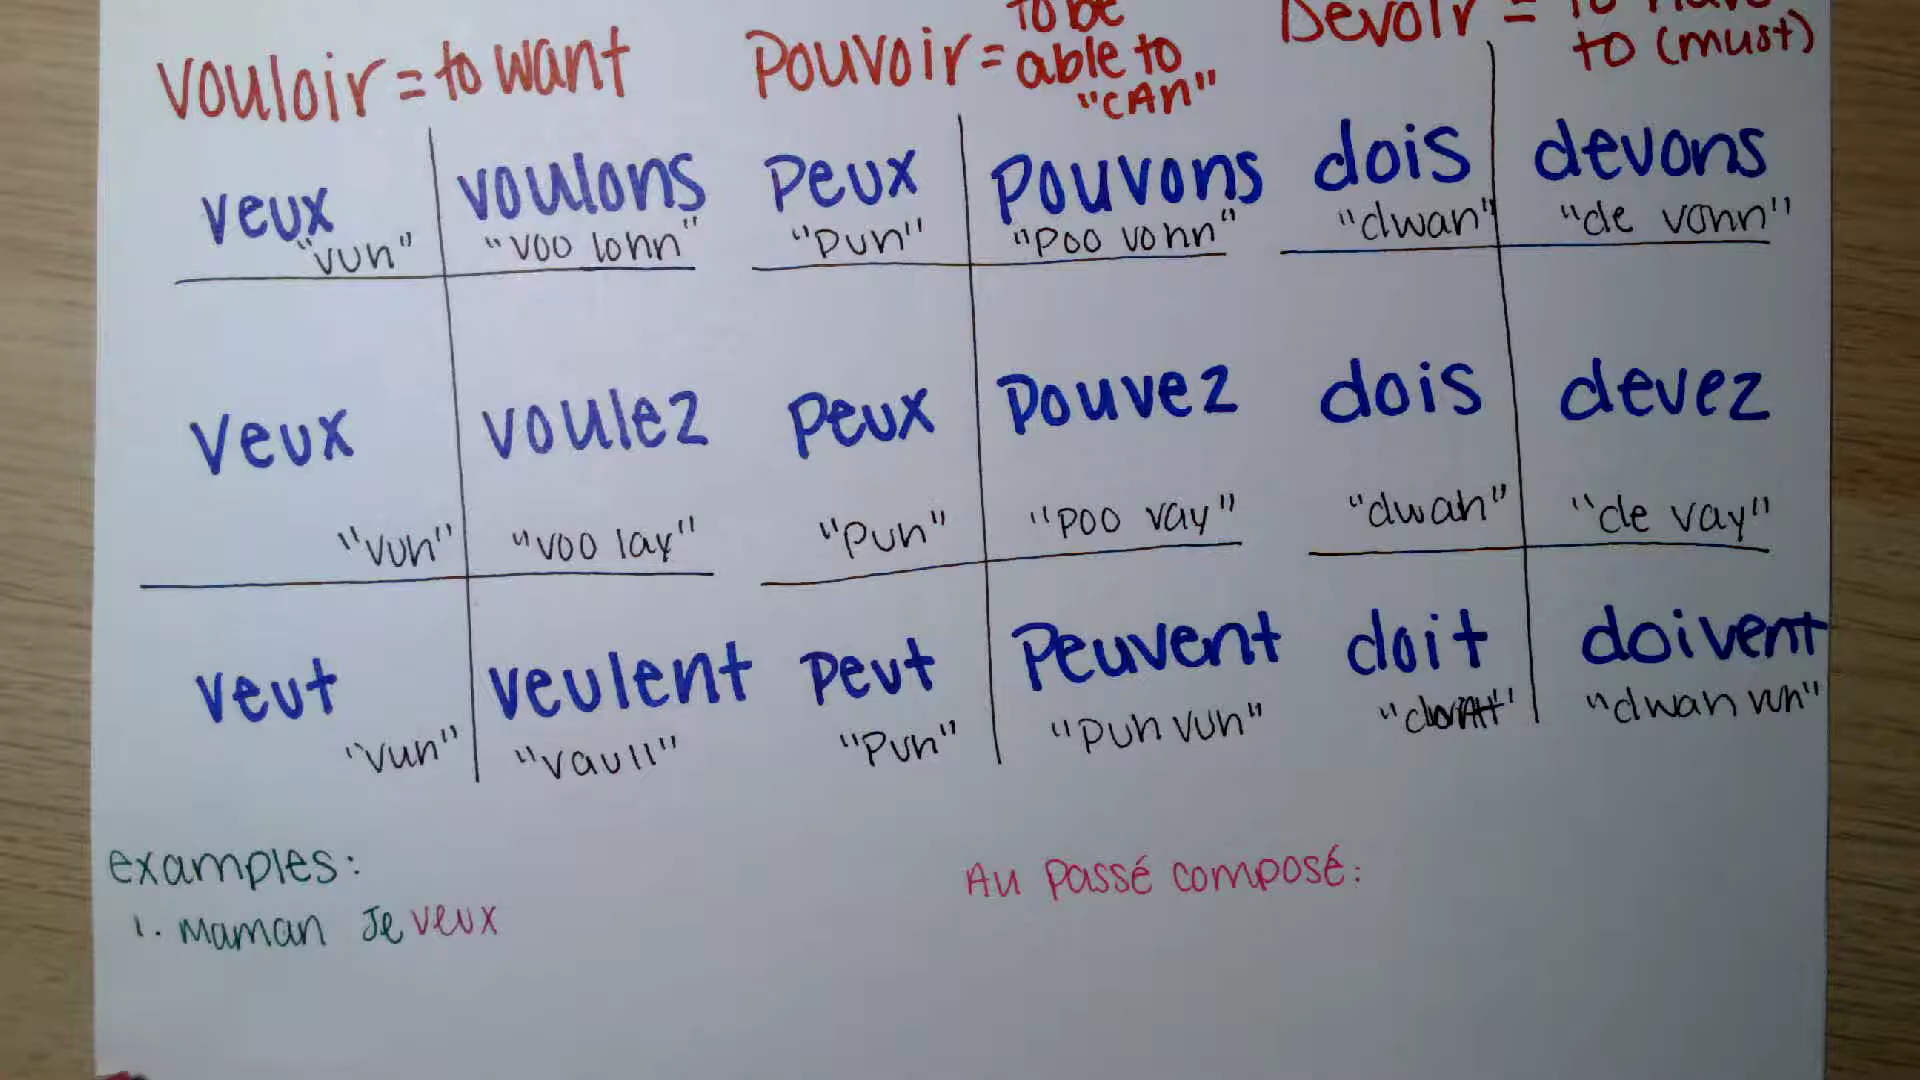 vouloir = to want
Pouvoir = to be able to "can"
Devoir = to have to (must)
veux voulons
"vuh" "voo lohn"
veux voulez
"vuh" "voo lay"
veut veulent
"vuh" "vaull"
Peux Pouvons
"puh" "poo vohn"
Peux Pouvez
"puh" "poo vay"
Peut Peuvent
"puh" "puh vuh"
dois devons
"dwah" "de vohn"
dois devez
"dwah" "de vay"
doit doivent
"dwah vuh"
examples:
1. Maman Je veux
Au Passé composé: